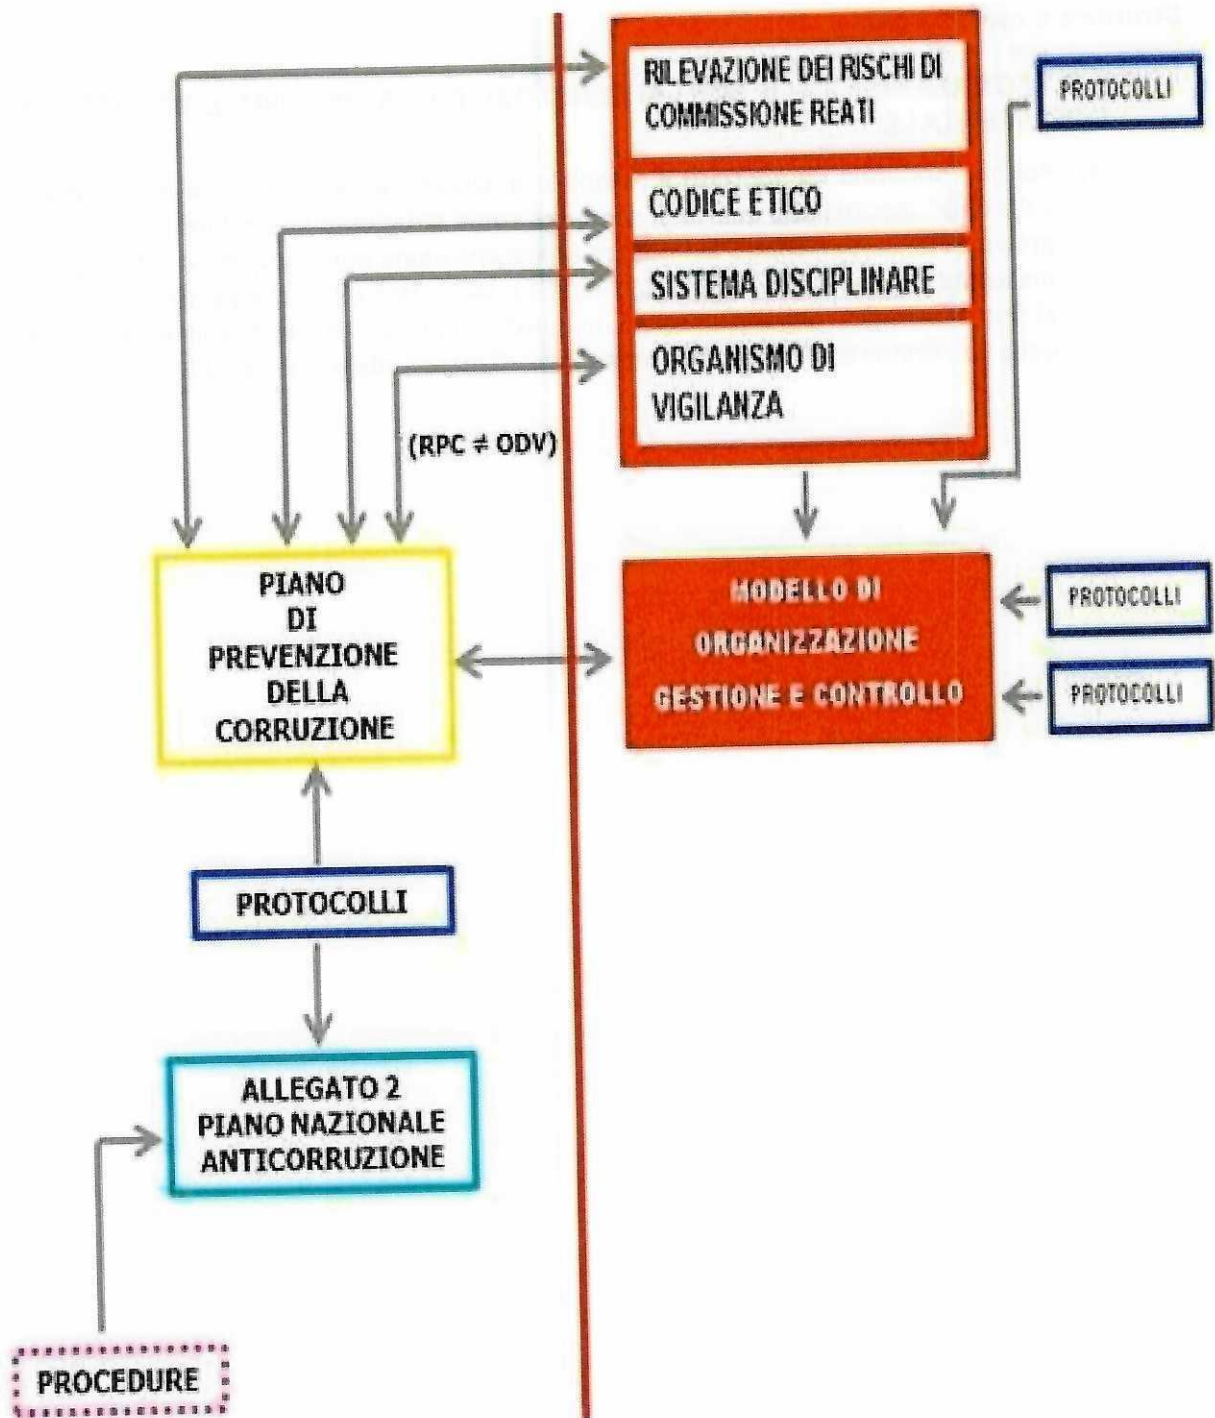 RILEVAZIONE DEI RISCHI DI
COMMISSIONE REATI
PROTOCOLLI
CODICE ETICO
SISTEMA DISCIPLINARE
ORGANISMO DI
VIGILANZA
(RPC ≠ ODV)
PIANO
DI
PREVENZIONE
DELLA
CORRUZIONE
MODELLO DI
ORGANIZZAZIONE
GESTIONE E CONTROLLO
PROTOCOLLI
PROTOCOLLI
PROTOCOLLI
ALLEGATO 2
PIANO NAZIONALE
ANTICORRUZIONE
PROCEDURE